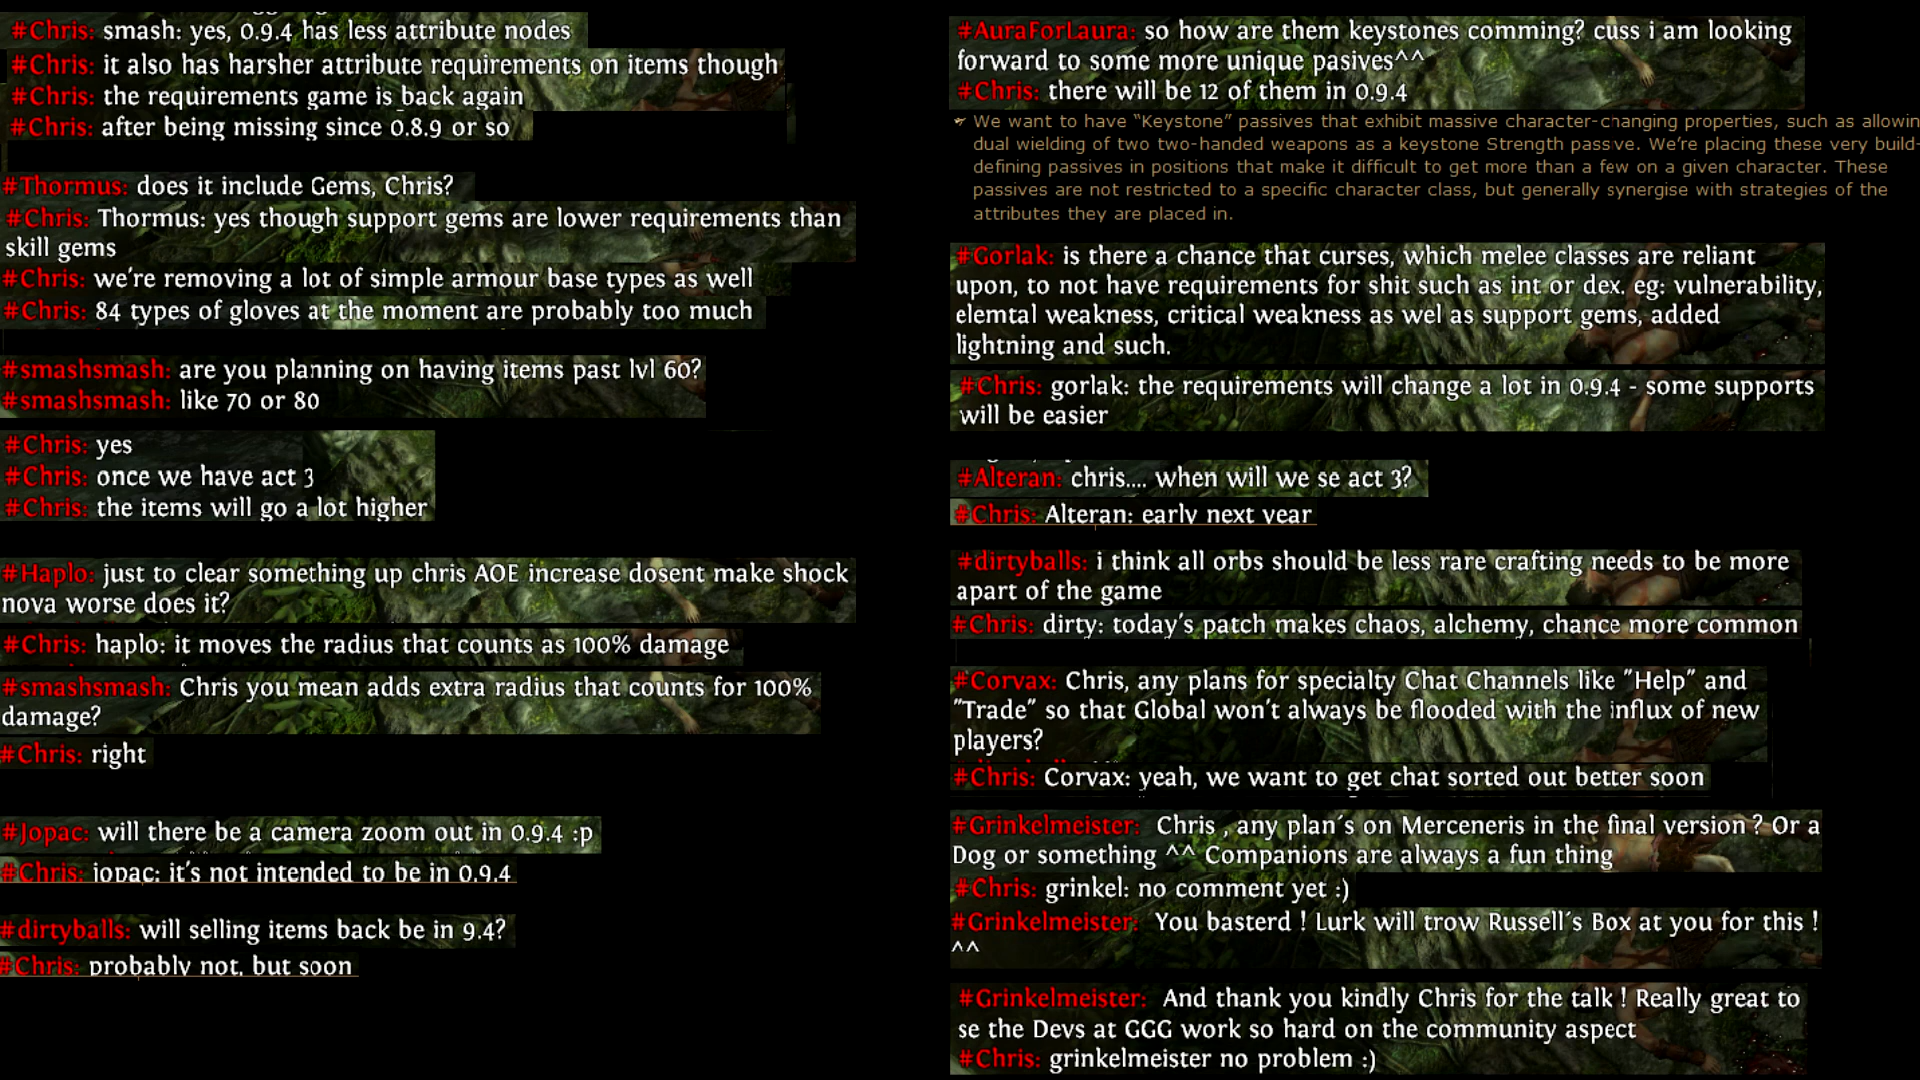 #Chris: smash: yes, 0.9.4 has less attribute nodes
#Chris: it also has harsher attribute requirements on items though
#Chris: the requirements game is back again
#Chris: after being missing since 0.8.9 or so
#Thormus: does it include Gems, Chris?
#Chris: Thormus: yes though support gems are lower requirements than
skill gems
#Chris: we're removing a lot of simple armour base types as well
#Chris: 84 types of gloves at the moment are probably too much
#smashsmash: are you planning on having items past lvl 60?
#smashsmash: like 70 or 80
#Chris: yes
#Chris: once we have act 3
#Chris: the items will go a lot higher
#Haplo: just to clear something up chris AOE increase dosent make shock
nova worse does it?
#Chris: haplo: it moves the radius that counts as 100% damage
#smashsmash: Chris you mean adds extra radius that counts for 100%
damage?
#Chris: right
#Jopac: will there be a camera zoom out in 0.9.4 :p
#Chris: jopac: it's not intended to be in 0.9.4
#dirtyballs: will selling items back be in 9.4?
#Chris: probably not, but soon
#AuraForLaura: so how are them keystones comming? cuss i am looking
forward to some more unique pasives^^
#Chris: there will be 12 of them in 0.9.4
We want to have "Keystone" passives that exhibit massive character-changing properties, such as allowin
dual wielding of two two-handed weapons as a keystone Strength passive. We're placing these very build-
defining passives in positions that make it difficult to get more than a few on a given character. These
passives are not restricted to a specific character class, but generally synergise with strategies of the
attributes they are placed in.
#Gorlak: is there a chance that curses, which melee classes are reliant
upon, to not have requirements for shit such as int or dex. eg: vulnerability,
elemtal weakness, critical weakness as wel as support gems, added
lightning and such.
#Chris: gorlak: the requirements will change a lot in 0.9.4 - some supports
will be easier
#Alteran: chris.... when will we se act 3?
#Chris: Alteran: early next year
#dirtyballs: i think all orbs should be less rare crafting needs to be more
apart of the game
#Chris: dirty: today's patch makes chaos, alchemy, chance more common
#Corvax: Chris, any plans for specialty Chat Channels like "Help" and
"Trade" so that Global won't always be flooded with the influx of new
players?
#Chris: Corvax: yeah, we want to get chat sorted out better soon
#Grinkelmeister: Chris , any plan´s on Merceneris in the final version ? Or a
Dog or something ^^ Companions are always a fun thing
#Chris: grinkel: no comment yet :)
#Grinkelmeister: You basterd ! Lurk will trow Russell´s Box at you for this !
^^
#Grinkelmeister: And thank you kindly Chris for the talk ! Really great to
se the Devs at GGG work so hard on the community aspect
#Chris: grinkelmeister no problem :)